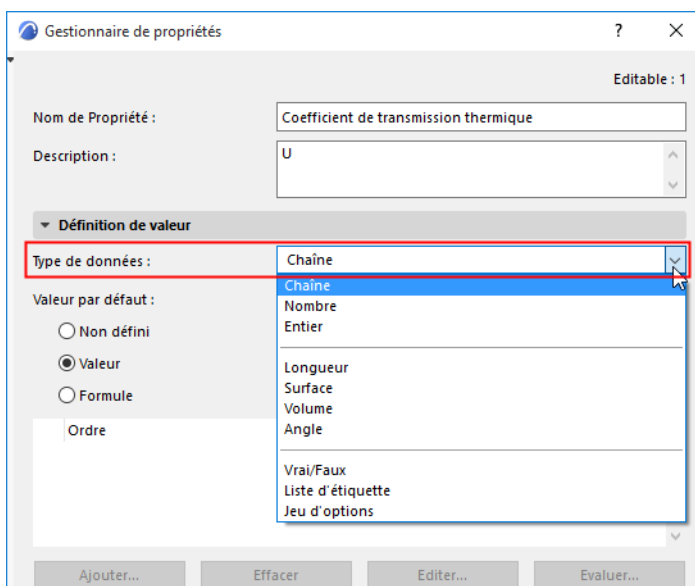 Gestionnaire de propriétés ?
Editable : 1
Nom de Propriété : Coefficient de transmission thermique
Description : U
Définition de valeur
Type de données : Chaîne
Chaîne
Valeur par défaut :
Nombre
Non défini
Entier
Valeur
Longueur
Formule
Surface
Volume
Ordre
Angle
Vrai/Faux
Liste d'étiquette
Jeu d'options
Ajouter... Effacer Editer... Evaluer...